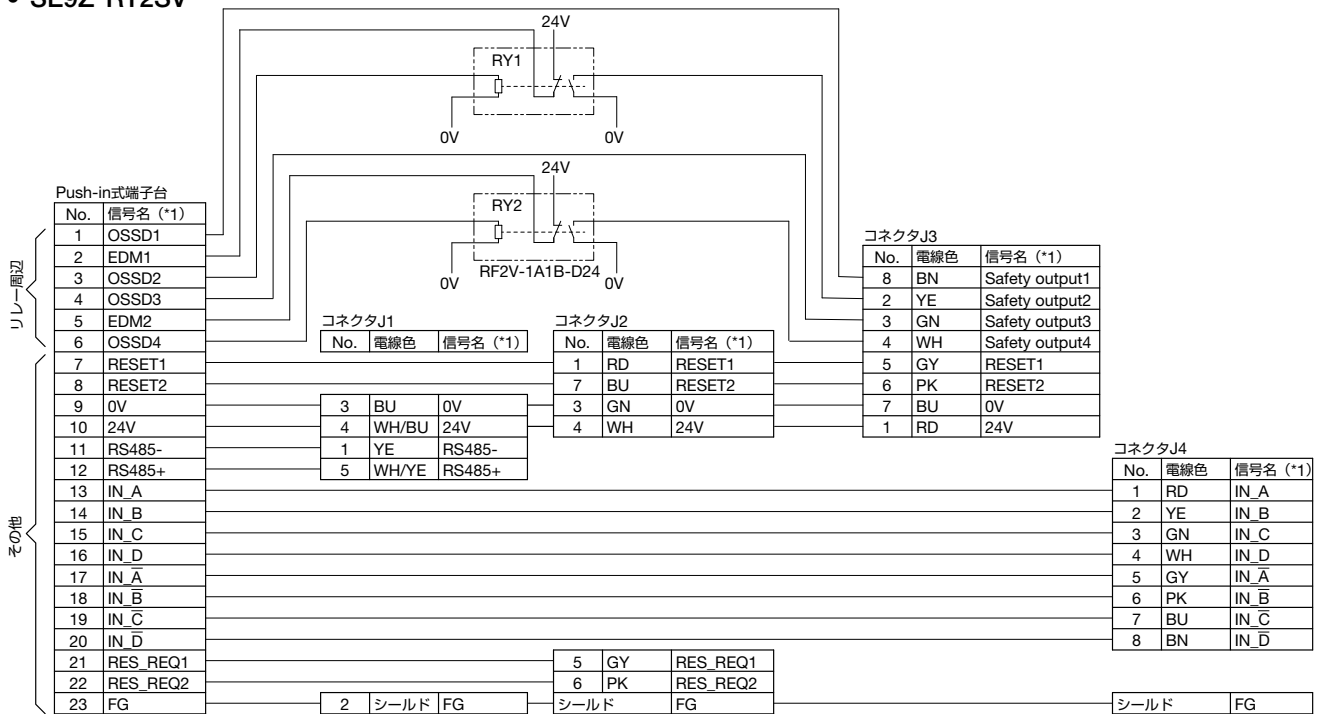 • SE9Z-RY2SV
24V
RY1
0V 0V
24V
RY2
RF2V-1A1B-D24
0V 0V
Push-in式端子台
No. 信号名 (*1)
リレー周辺
1 OSSD1
2 EDM1
3 OSSD2
4 OSSD3
5 EDM2
6 OSSD4
その他
7 RESET1
8 RESET2
9 0V
10 24V
11 RS485-
12 RS485+
13 IN_A
14 IN_B
15 IN_C
16 IN_D
17 IN_A̅
18 IN_B̅
19 IN_C̅
20 IN_D̅
21 RES_REQ1
22 RES_REQ2
23 FG
コネクタJ1
No. 電線色 信号名 (*1)
3 BU 0V
4 WH/BU 24V
1 YE RS485-
5 WH/YE RS485+
2 シールド FG
コネクタJ2
No. 電線色 信号名 (*1)
1 RD RESET1
7 BU RESET2
3 GN 0V
4 WH 24V
5 GY RES_REQ1
6 PK RES_REQ2
シールド FG
コネクタJ3
No. 電線色 信号名 (*1)
8 BN Safety output1
2 YE Safety output2
3 GN Safety output3
4 WH Safety output4
5 GY RESET1
6 PK RESET2
7 BU 0V
1 RD 24V
コネクタJ4
No. 電線色 信号名 (*1)
1 RD IN_A
2 YE IN_B
3 GN IN_C
4 WH IN_D
5 GY IN_A̅
6 PK IN_B̅
7 BU IN_C̅
8 BN IN_D̅
シールド FG